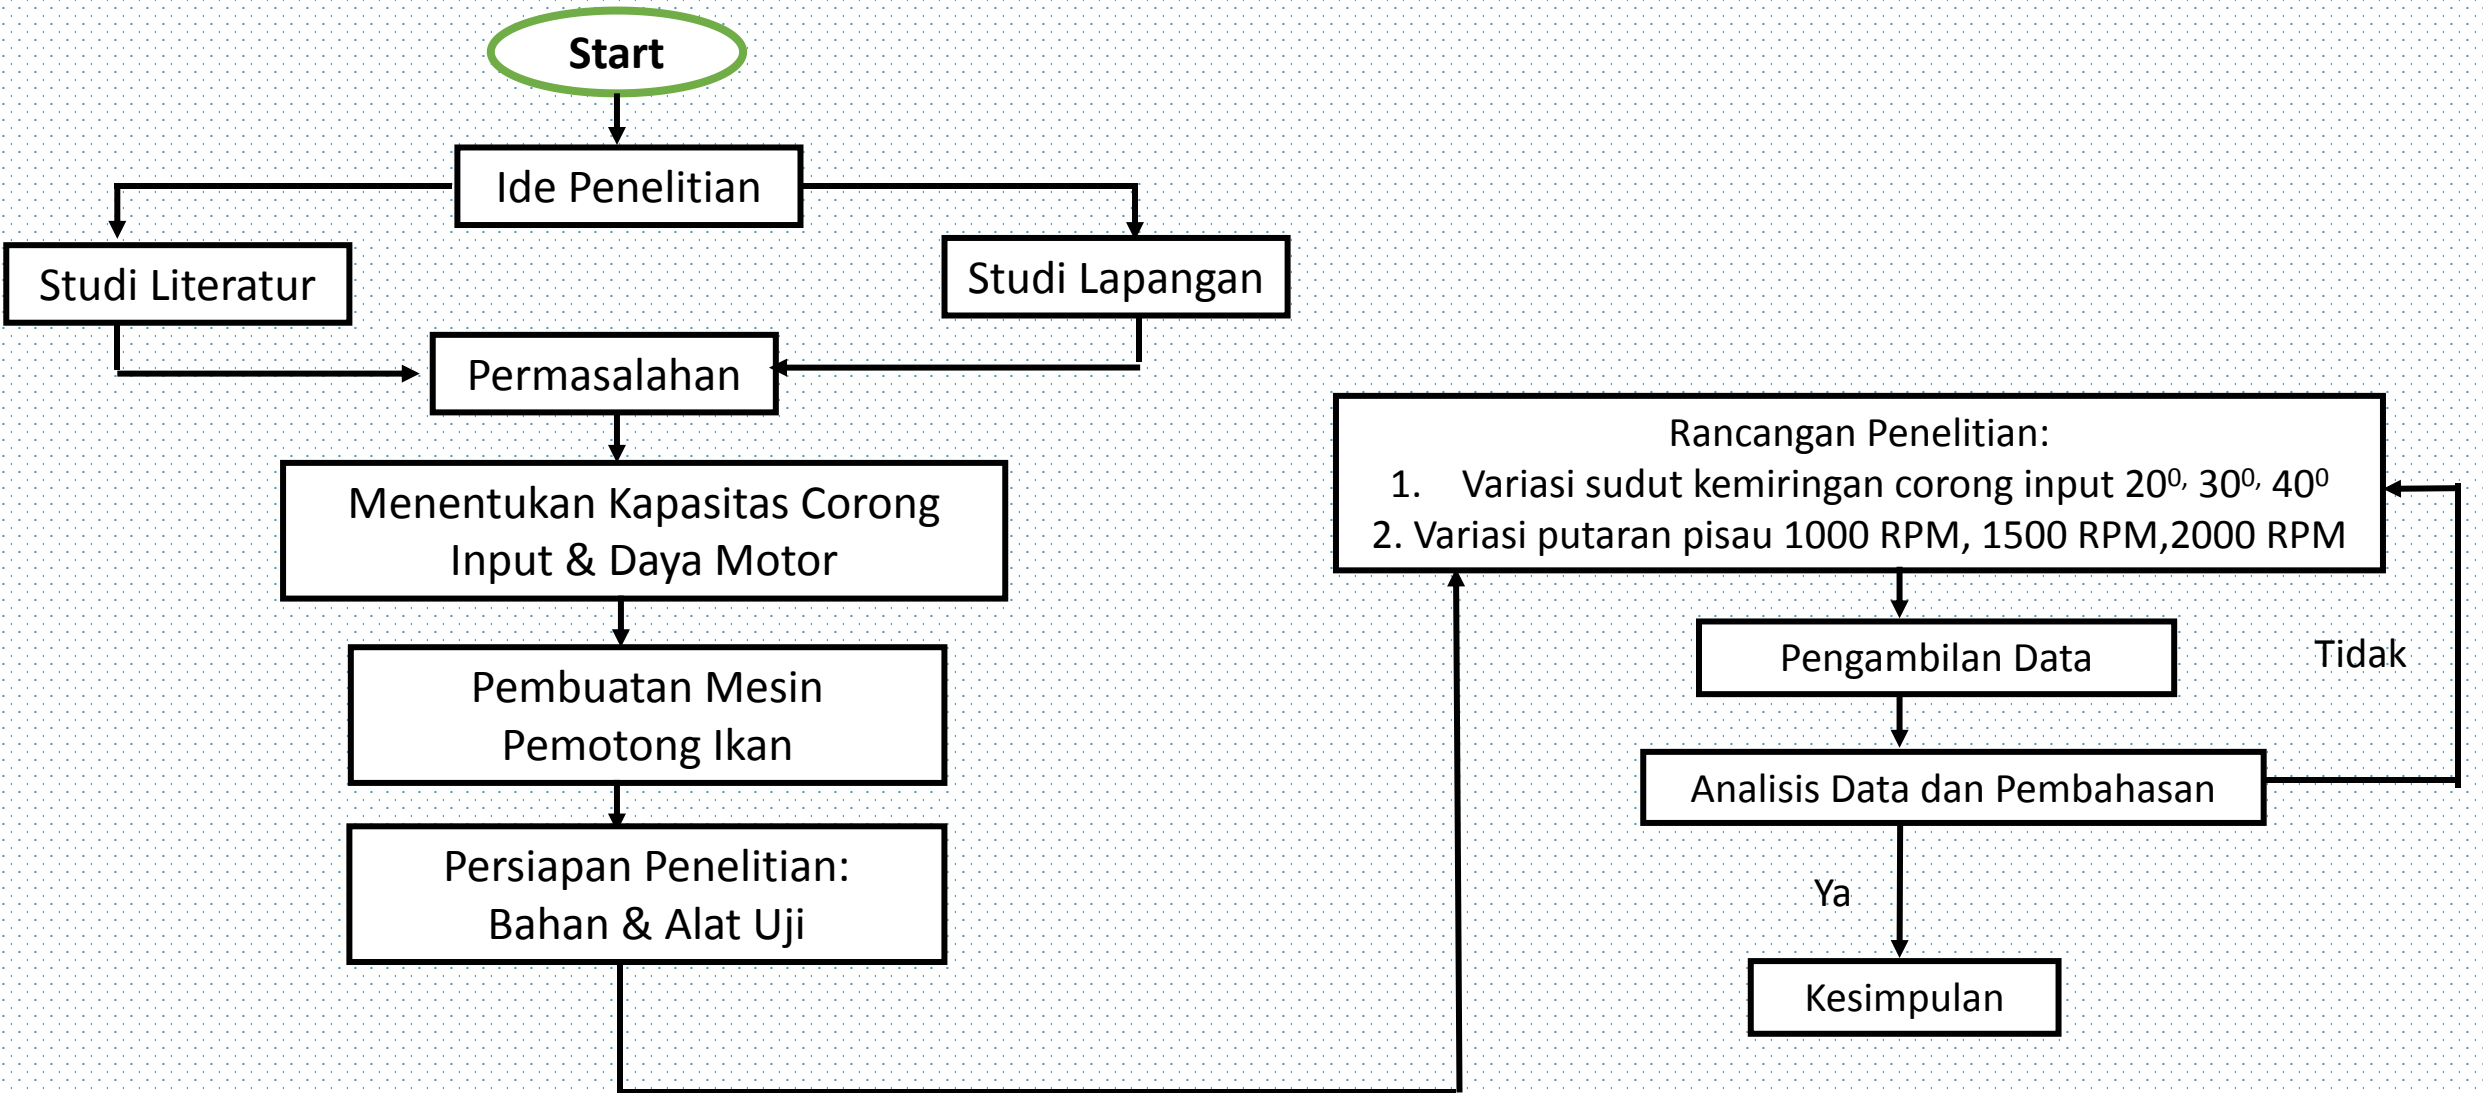 Start
Ide Penelitian
Studi Literatur
Studi Lapangan
Permasalahan
Menentukan Kapasitas Corong
Input & Daya Motor
Pembuatan Mesin
Pemotong Ikan
Persiapan Penelitian:
Bahan & Alat Uji
Rancangan Penelitian:
1. Variasi sudut kemiringan corong input 20⁰, 30⁰, 40⁰
2. Variasi putaran pisau 1000 RPM, 1500 RPM,2000 RPM
Pengambilan Data
Tidak
Analisis Data dan Pembahasan
Ya
Kesimpulan